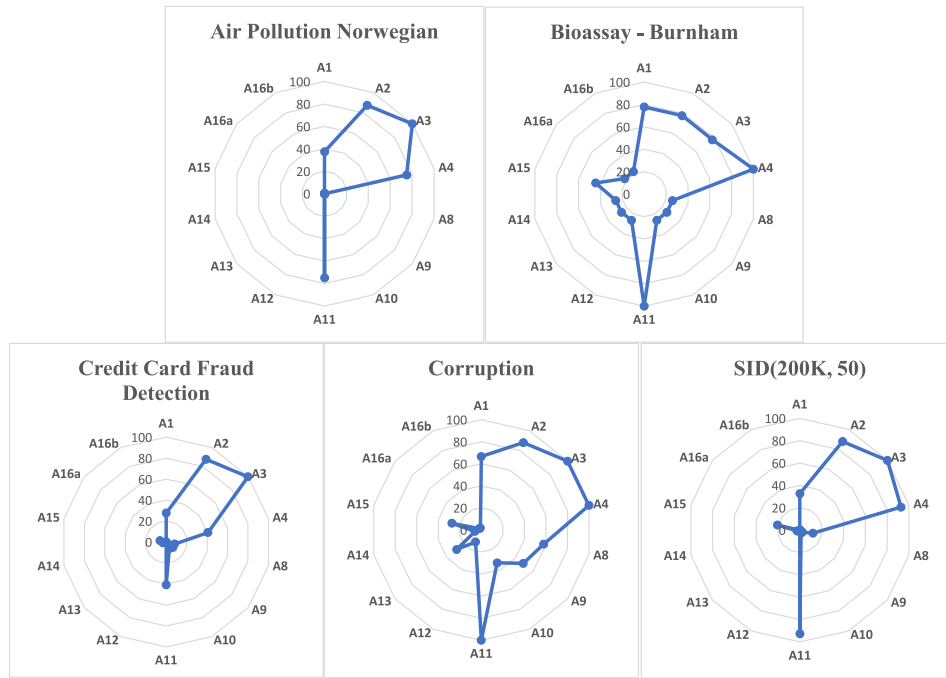 Air Pollution Norwegian
A1
A2
A3
A4
A8
A9
A10
A11
A12
A13
A14
A15
A16a
A16b
100
80
60
40
20
0
Bioassay - Burnham
A1
A2
A3
A4
A8
A9
A10
A11
A12
A13
A14
A15
A16a
A16b
100
80
60
40
20
0
Credit Card Fraud
Detection
A1
A2
A3
A4
A8
A9
A10
A11
A12
A13
A14
A15
A16a
A16b
100
80
60
40
20
0
Corruption
A1
A2
A3
A4
A8
A9
A10
A11
A12
A13
A14
A15
A16a
A16b
100
80
60
40
20
0
SID(200K, 50)
A1
A2
A3
A4
A8
A9
A10
A11
A12
A13
A14
A15
A16a
A16b
100
80
60
40
20
0